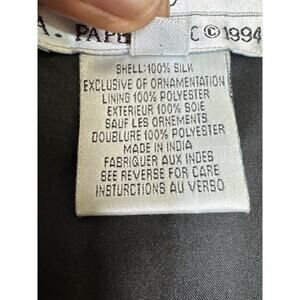 A. PAPE C © 1994
SHELL: 100% SILK
EXCLUSIVE OF ORNAMENTATION
LINING 100% POLYESTER
EXTERIEUR 100% SOIE
SAUF LES ORNEMENTS
DOUBLURE 100% POLYESTER
MADE IN INDIA
FABRIQUER AUX INDES
SEE REVERSE FOR CARE
INSTURCTIONS AU VERSO